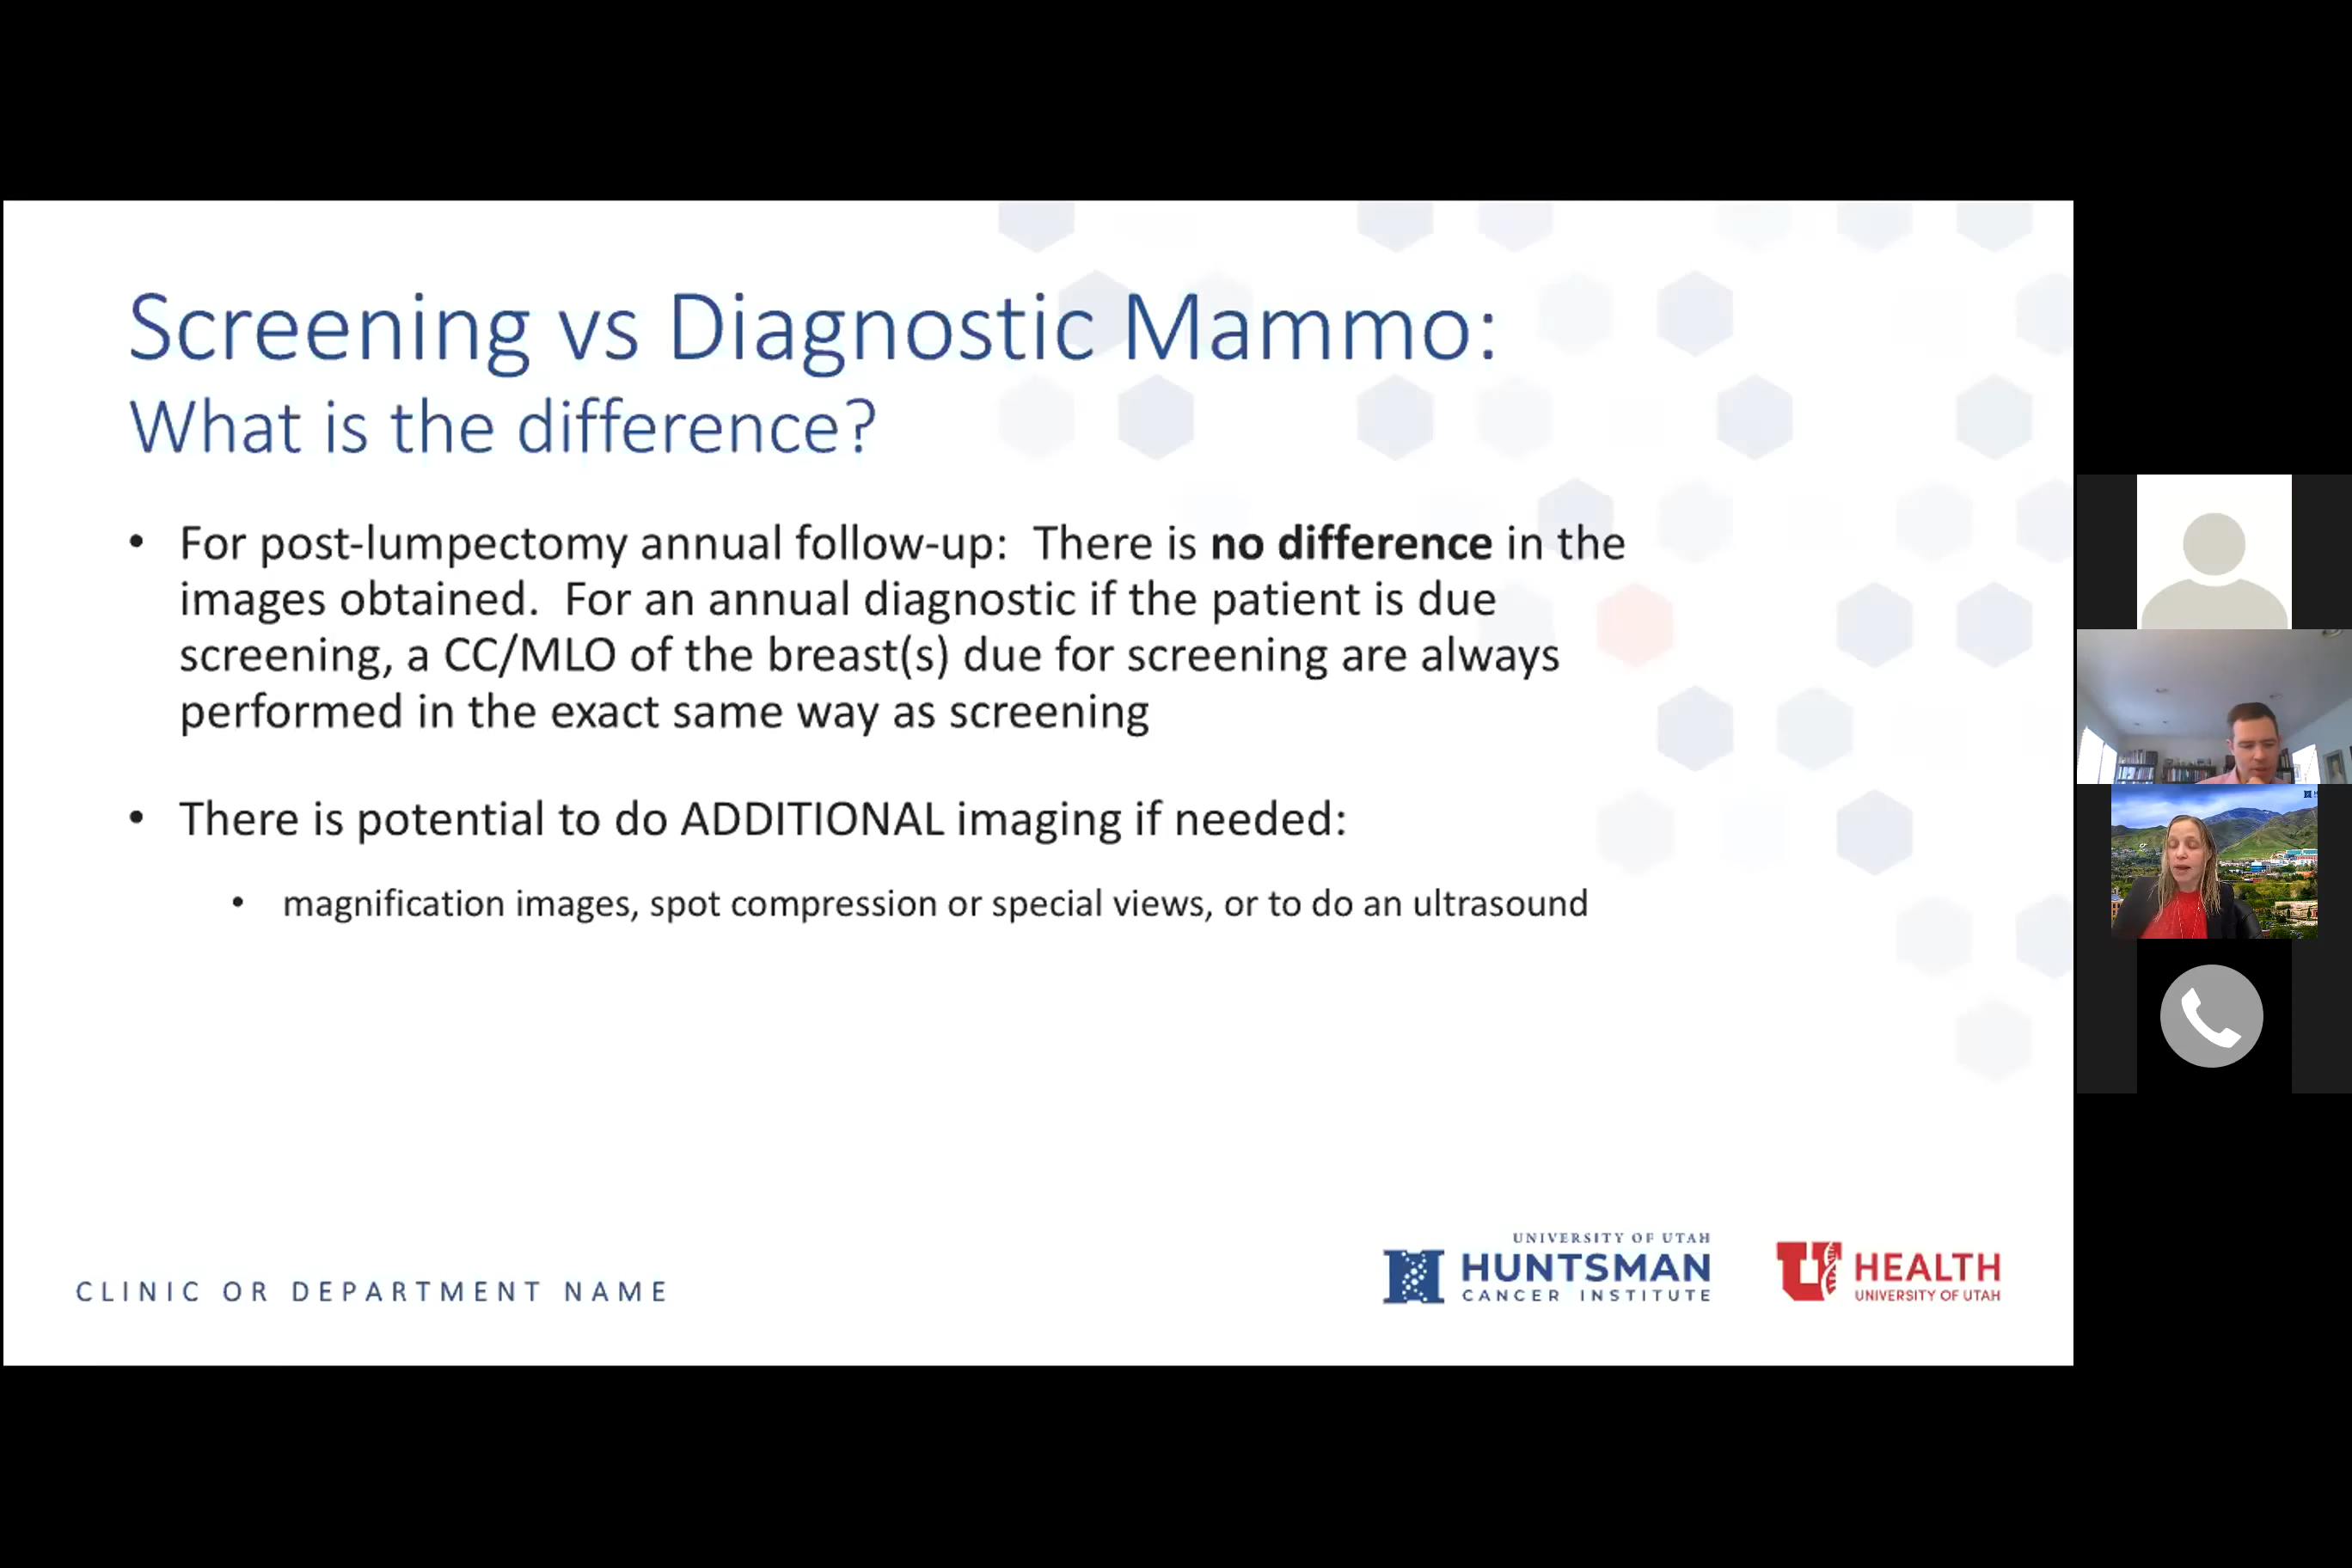 Screening vs Diagnostic Mammo:
What is the difference?
• For post-lumpectomy annual follow-up:  There is no difference in the
images obtained.  For an annual diagnostic if the patient is due
screening, a CC/MLO of the breast(s) due for screening are always
performed in the exact same way as screening
• There is potential to do ADDITIONAL imaging if needed:
• magnification images, spot compression or special views, or to do an ultrasound
CLINIC OR DEPARTMENT NAME
UNIVERSITY OF UTAH
HUNTSMAN
CANCER INSTITUTE
U HEALTH
UNIVERSITY OF UTAH